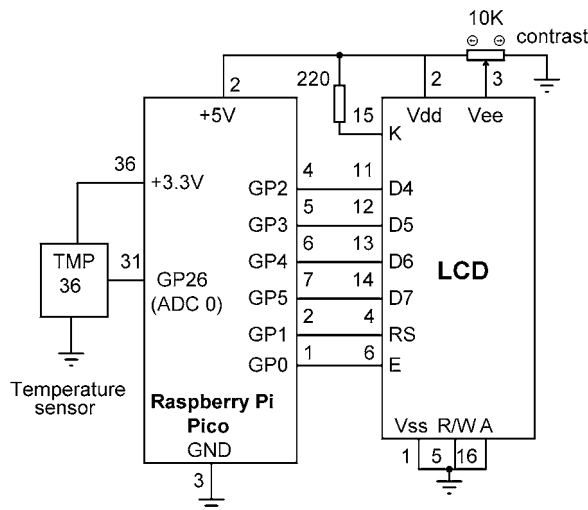 10K
contrast
2
220
2
3
+5V
15
Vdd
Vee
K
36
+3.3V
4
11
GP2
D4
5
12
GP3
D5
TMP
36
31
GP26
(ADC 0)
6
13
GP4
D6
LCD
7
14
GP5
D7
2
4
GP1
RS
1
6
GP0
E
Temperature
sensor
Raspberry Pi
Pico
GND
3
Vss R/W A
1 5 16